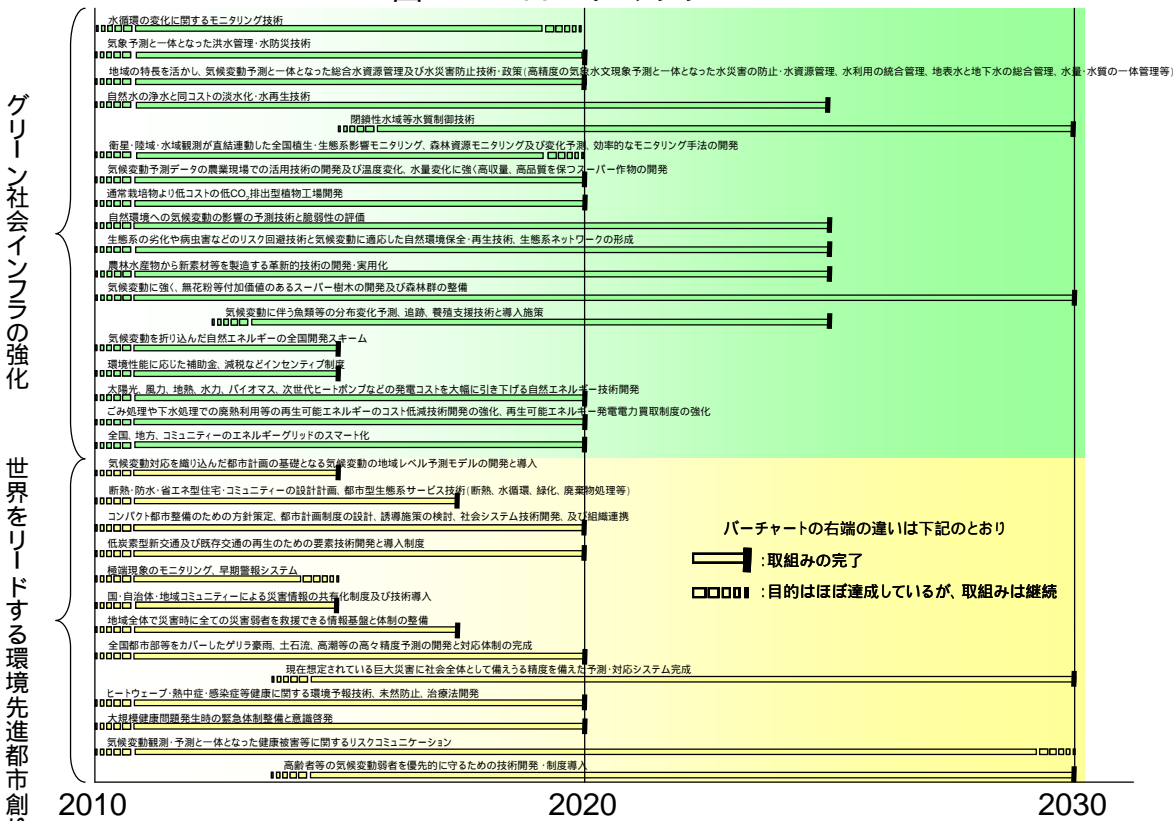 グリーン社会インフラの強化
水循環の変化に関するモニタリング技術
気象予測と一体となった洪水管理・水防災技術
地域の特長を活かし、気候変動予測と一体となった総合水資源管理及び水災害防止技術・政策(高精度の気象水文現象予測と一体となった水災害の防止・水資源管理、水利用の統合管理、地表水と地下水の総合管理、水量・水質の一体管理等)
自然水の浄水と同コストの淡水化・水再生技術
閉鎖性水域等水質制御技術
衛星・陸域・水域観測が直結連動した全国植生・生態系影響モニタリング、森林資源モニタリング及び変化予測、効率的なモニタリング手法の開発
気候変動予測データの農業現場での活用技術の開発及び温度変化、水量変化に強く高収量、高品質を保つスーパー作物の開発
通常栽培物より低コストの低CO2排出型植物工場開発
自然環境への気候変動の影響の予測技術と脆弱性の評価
生態系の劣化や病虫害などのリスク回避技術と気候変動に適応した自然環境保全・再生技術、生態系ネットワークの形成
農林水産物から新素材等を製造する革新的技術の開発・実用化
気候変動に強く、無花粉等付加価値のあるスーパー樹木の開発及び森林群の整備
気候変動に伴う魚類等の分布変化予測、追跡、養殖支援技術と導入施策
気候変動を折り込んだ自然エネルギーの全国開発スキーム
環境性能に応じた補助金、減税などインセンティブ制度
太陽光、風力、地熱、水力、バイオマス、次世代ヒートポンプなどの発電コストを大幅に引き下げる自然エネルギー技術開発
ごみ処理や下水処理での廃熱利用等の再生可能エネルギーのコスト低減技術開発の強化、再生可能エネルギー発電電力買取制度の強化
全国、地方、コミュニティーのエネルギーグリッドのスマート化
世界をリードする環境先進都市創
気候変動対応を織り込んだ都市計画の基礎となる気候変動の地域レベル予測モデルの開発と導入
断熱・防水・省エネ型住宅・コミュニティーの設計計画、都市型生態系サービス技術(断熱、水循環、緑化、廃棄物処理等)
コンパクト都市整備のための方針策定、都市計画制度の設計、誘導施策の検討、社会システム技術開発、及び組織連携
低炭素型新交通及び既存交通の再生のための要素技術開発と導入制度
極端現象のモニタリング、早期警報システム
国・自治体・地域コミュニティーによる災害情報の共有化制度及び技術導入
地域全体で災害時に全ての災害弱者を救援できる情報基盤と体制の整備
全国都市部等をカバーしたゲリラ豪雨、土石流、高潮等の高々精度予測の開発と対応体制の完成
現在想定されている巨大災害に社会全体として備えうる精度を備えた予測・対応システム完成
ヒートウェーブ・熱中症・感染症等健康に関する環境予報技術、未然防止、治療法開発
大規模健康問題発生時の緊急体制整備と意識啓発
気候変動観測・予測と一体となった健康被害等に関するリスクコミュニケーション
高齢者等の気候変動弱者を優先的に守るための技術開発・制度導入
バーチャートの右端の違いは下記のとおり
:取組みの完了
:目的はほぼ達成しているが、取組みは継続
2010 2020 2030